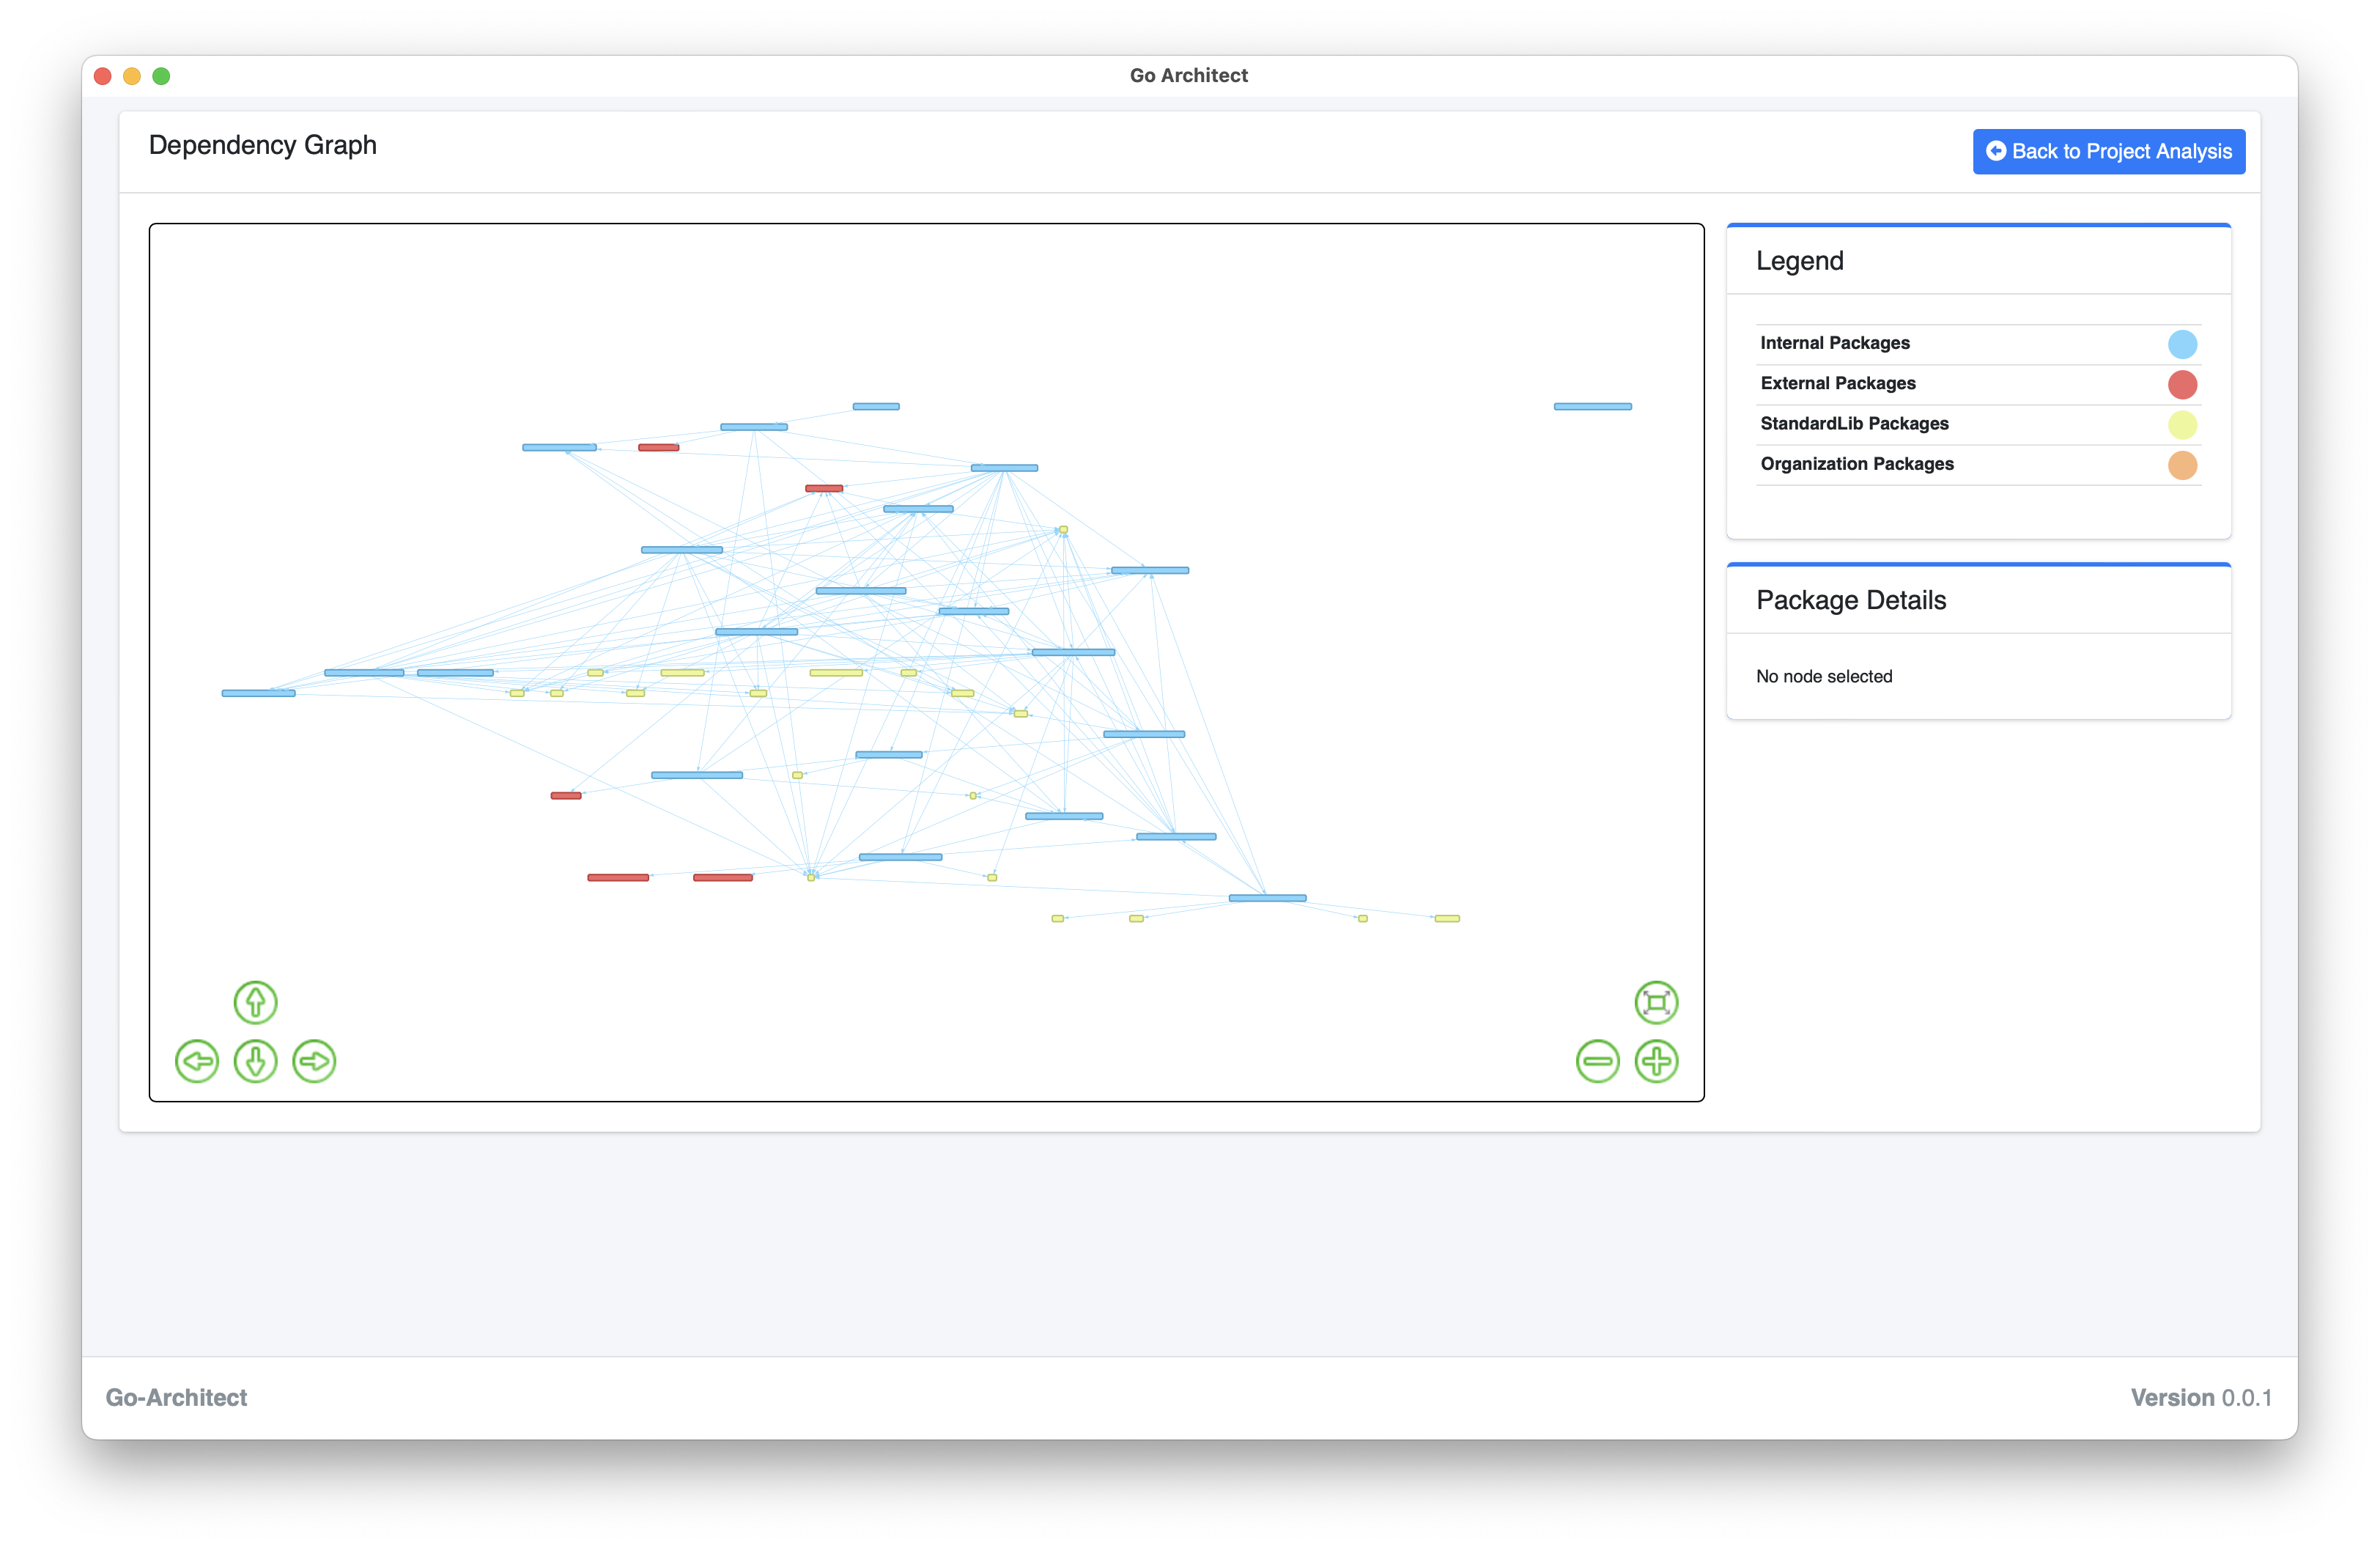 Go Architect
Dependency Graph
Back to Project Analysis
Legend
Internal Packages
External Packages
StandardLib Packages
Organization Packages
Package Details
No node selected
Go-Architect
Version 0.0.1